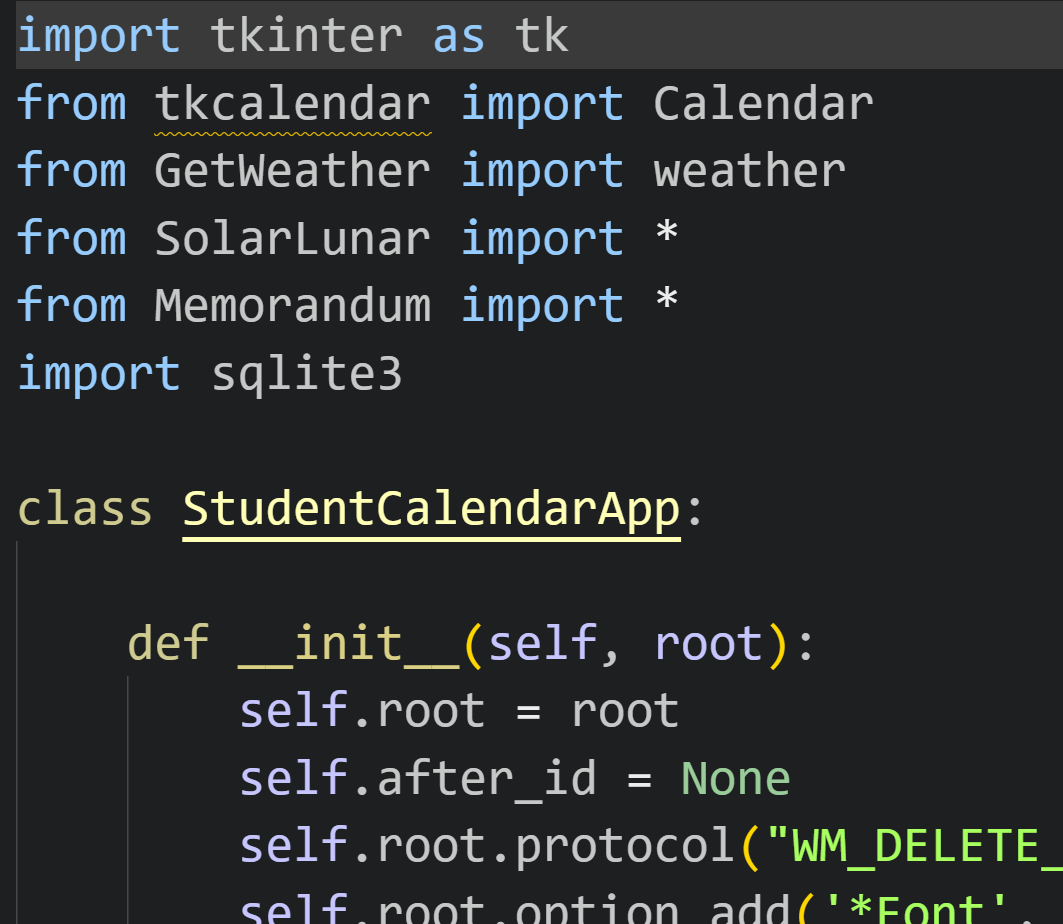 import tkinter as tk
from tkcalendar import Calendar
from GetWeather import weather
from SolarLunar import *
from Memorandum import *
import sqlite3
class StudentCalendarApp:
def __init__(self, root):
self.root = root
self.after_id = None
self.root.protocol("WM_DELETE_
self.root.option_add('*Font',